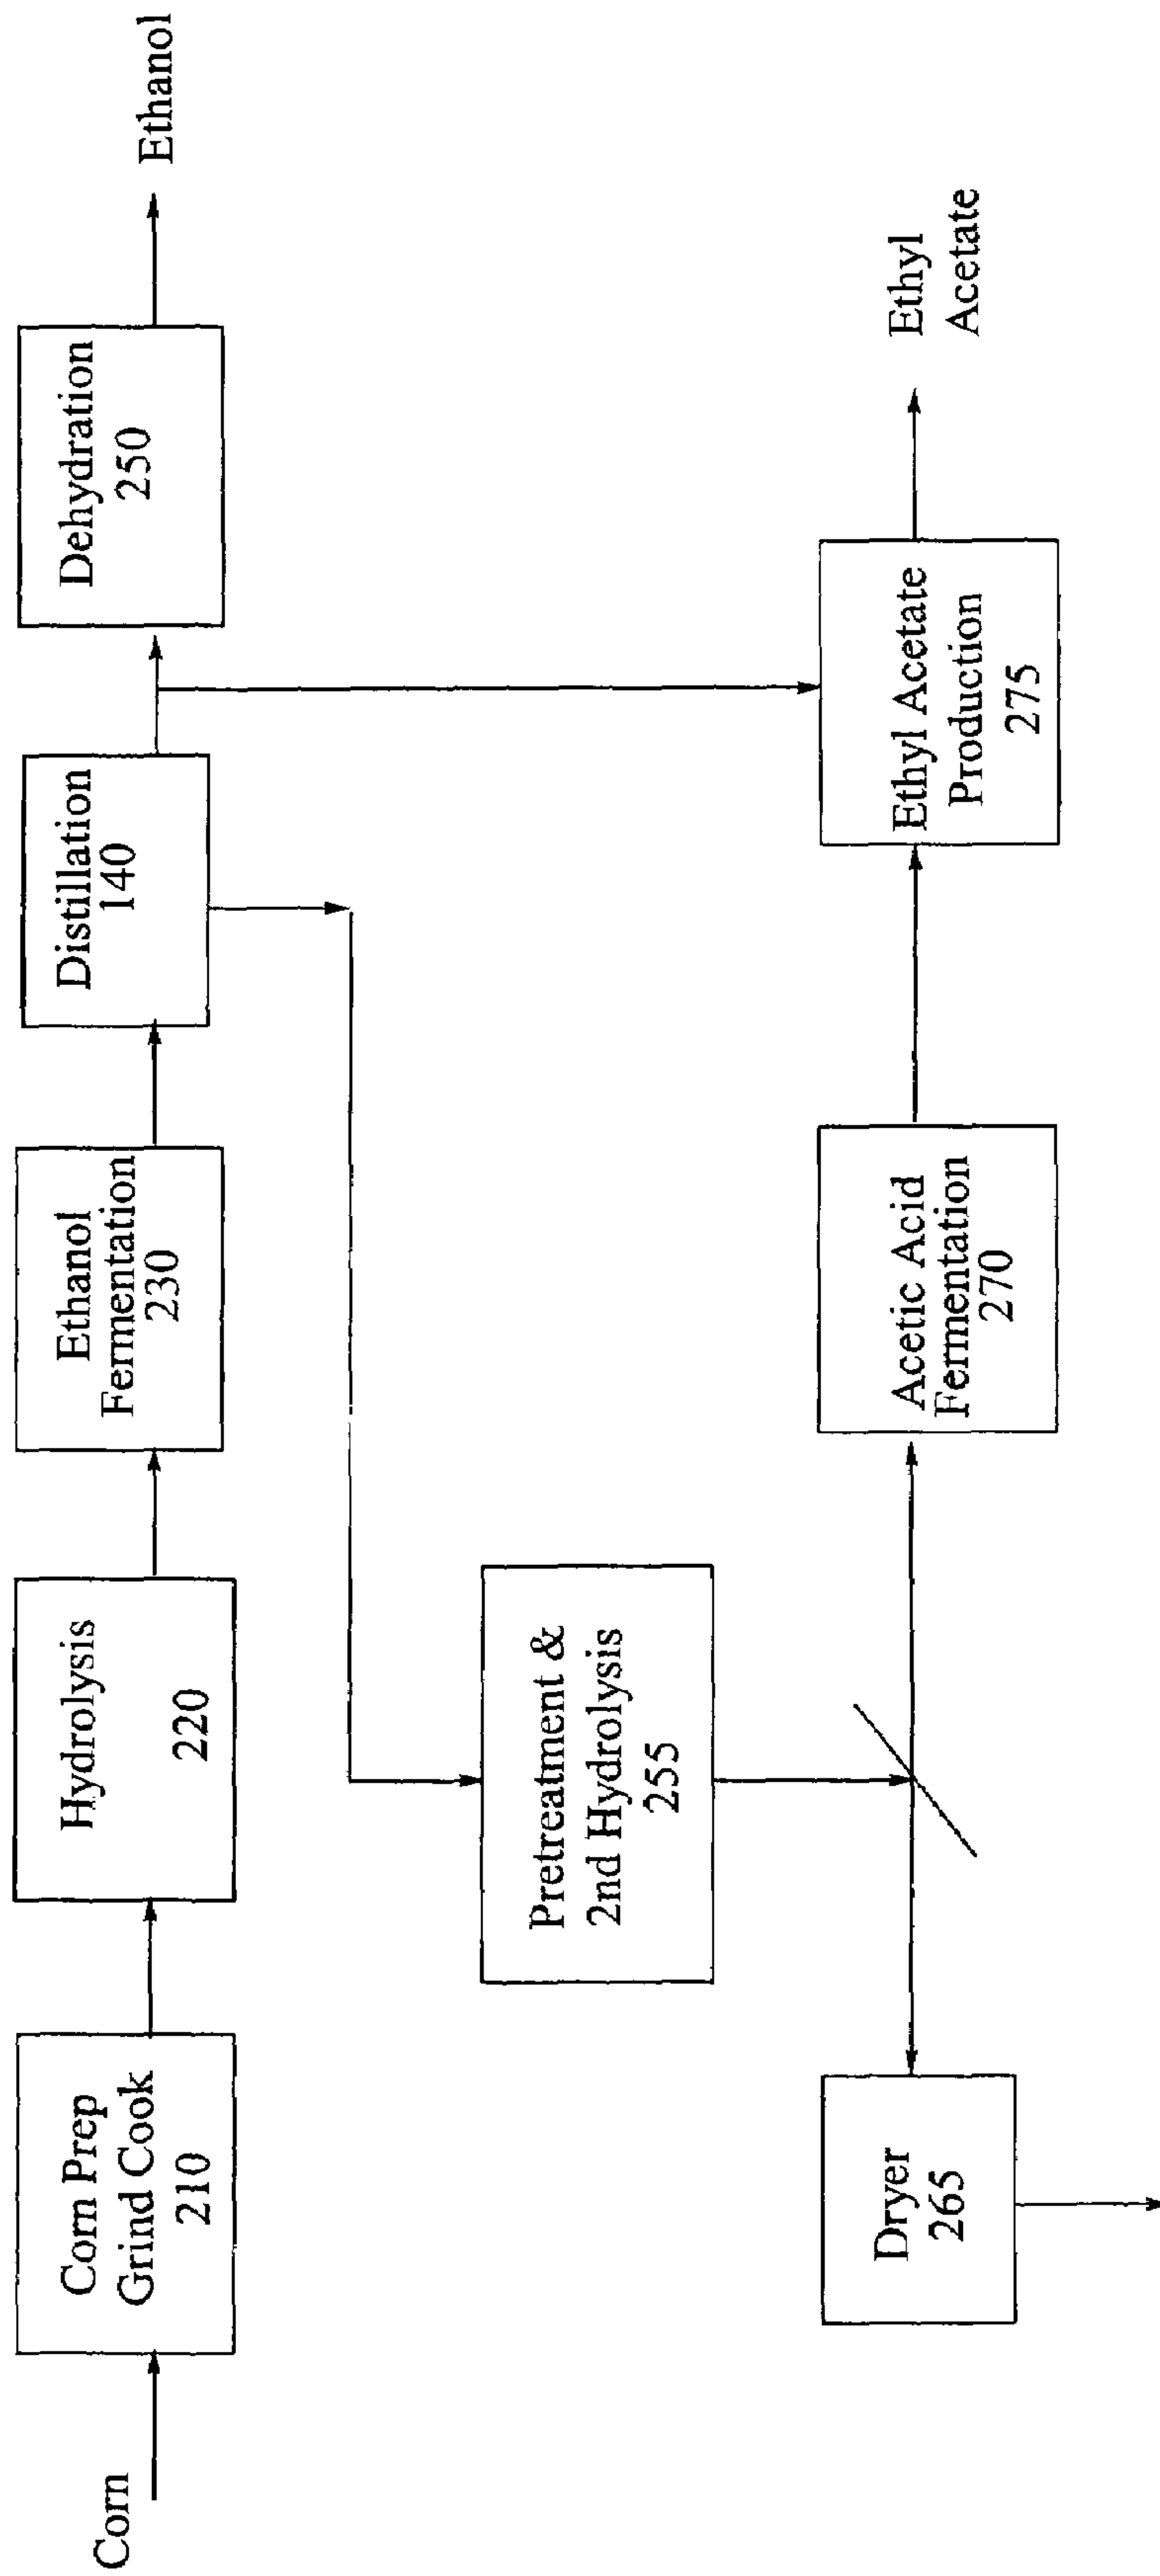 Corn
Corn Prep
Grind Cook
210
Hydrolysis
220
Ethanol
Fermentation
230
Distillation
140
Dehydration
250
Ethanol
Pretreatment &
2nd Hydrolysis
255
Dryer
265
Acetic Acid
Fermentation
270
Ethyl Acetate
Production
275
Ethyl
Acetate